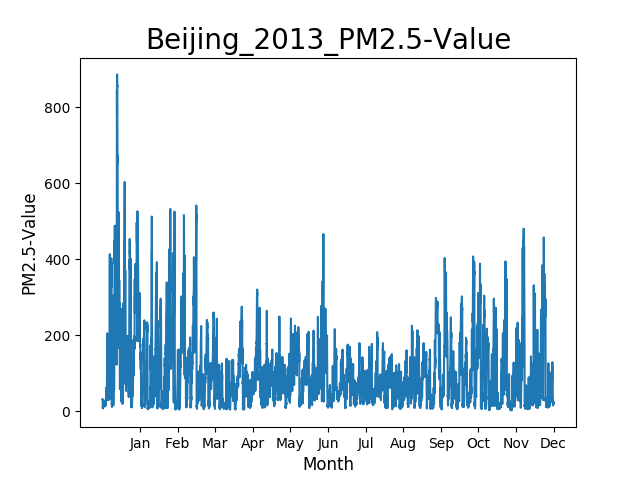 Beijing_2013_PM2.5-Value
800
600
400
200
0
PM2.5-Value
Jan Feb Mar Apr May Jun Jul Aug Sep Oct Nov Dec
Month